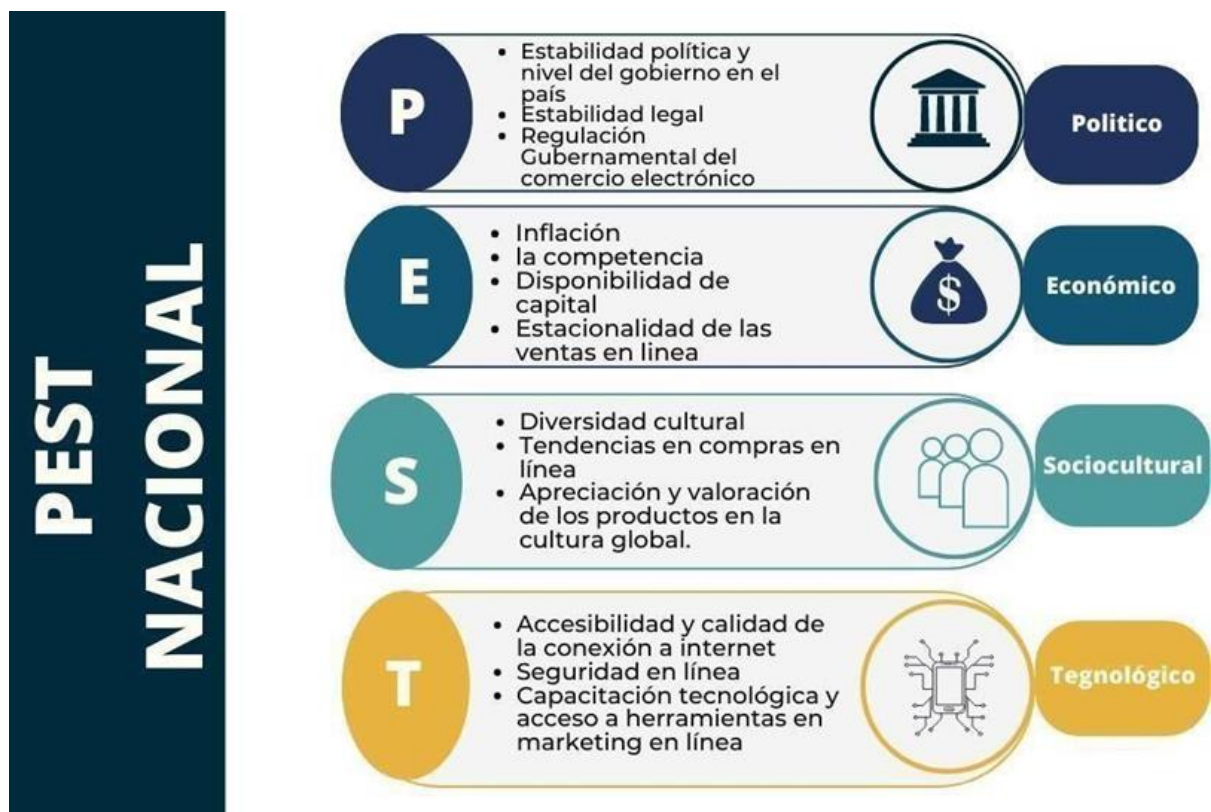 PEST
NACIONAL
P
• Estabilidad política y
nivel del gobierno en el
país
• Estabilidad legal
• Regulación
Gubernamental del
comercio electrónico
Politico
E
• Inflación
• la competencia
• Disponibilidad de
capital
• Estacionalidad de las
ventas en linea
$
Económico
S
• Diversidad cultural
• Tendencias en compras en
línea
• Apreciación y valoración
de los productos en la
cultura global.
Sociocultural
T
• Accesibilidad y calidad de
la conexión a internet
• Seguridad en línea
• Capacitación tecnológica y
acceso a herramientas en
marketing en línea
Tegnológico